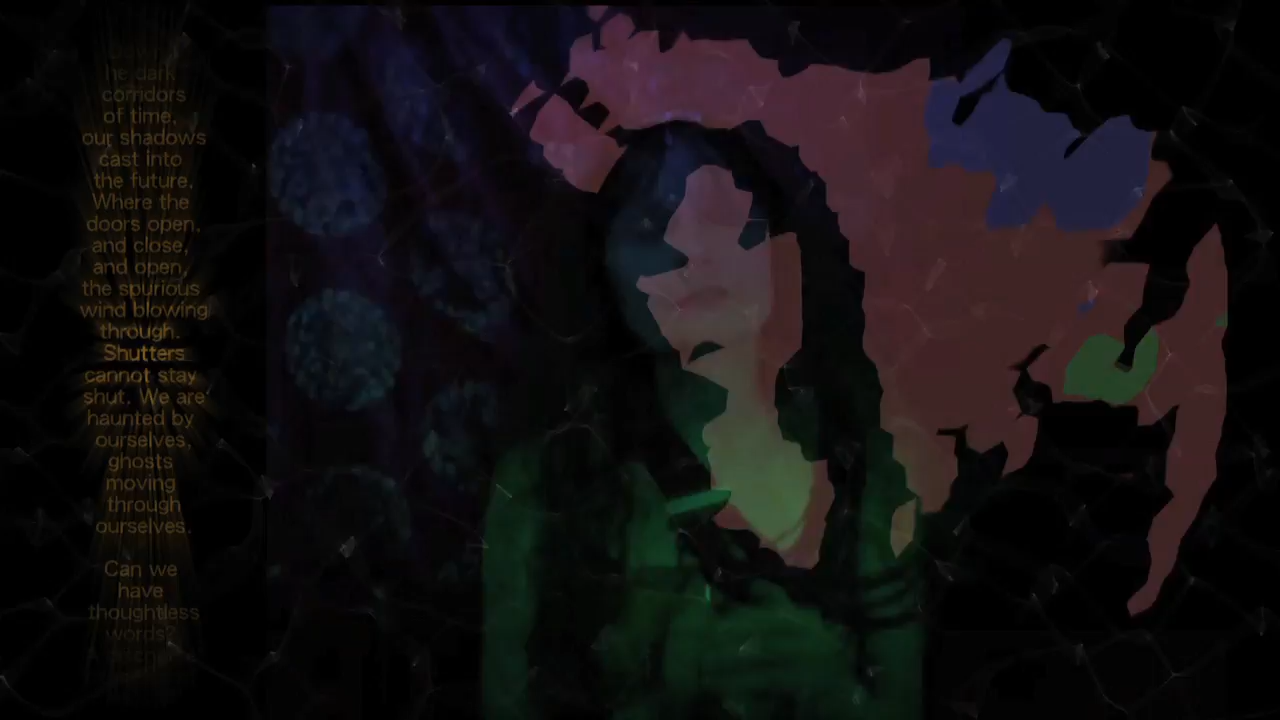 he dark
corridors
of time,
our shadows
cast into
the future,
Where the
doors open,
and close,
and open,
the spurious
wind blowing
through.
Shutters
cannot stay
shut. We are
haunted by
ourselves,
ghosts
moving
through
ourselves.
Can we
have
thoughtless
words?